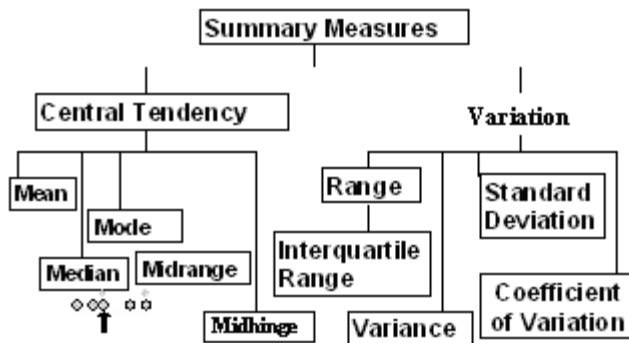 Summary Measures
Central Tendency
Variation
Mean
Mode
Median
Midrange
Midhinge
Range
Interquartile
Range
Variance
Standard
Deviation
Coefficient
of Variation